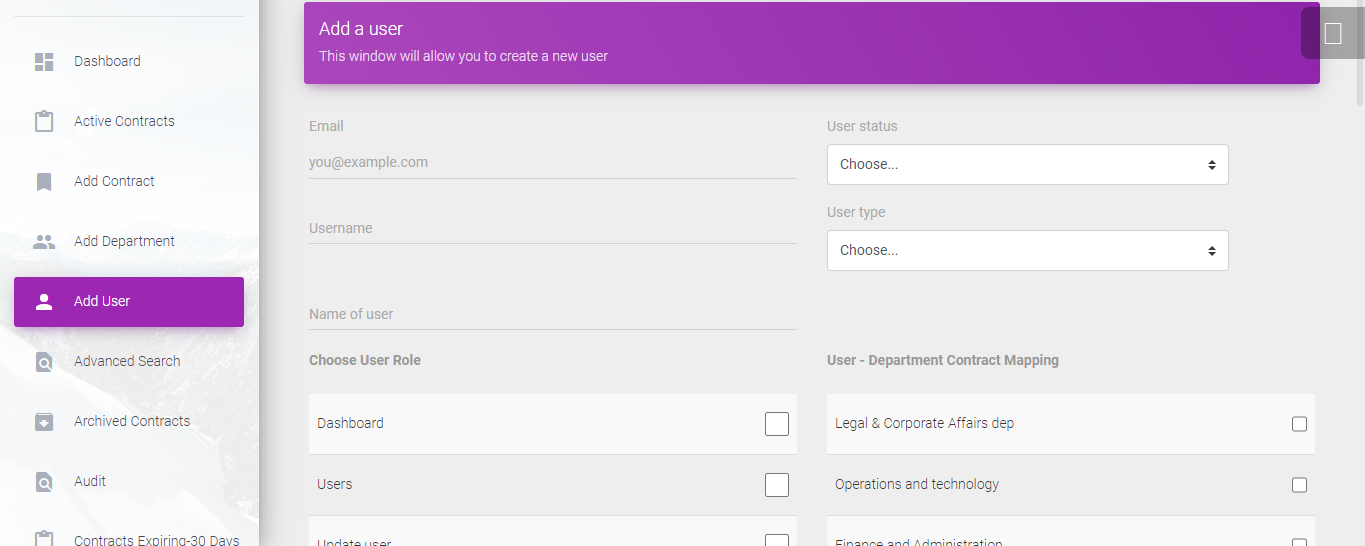 Dashboard
Active Contracts
Add Contract
Add Department
Add User
Advanced Search
Archived Contracts
Audit
Contracts Expiring-30 Days
Add a user
This window will allow you to create a new user
Email
you@example.com
Username
Name of user
User status
Choose...
User type
Choose...
Choose User Role
Dashboard
Users
Update user
User - Department Contract Mapping
Legal & Corporate Affairs dep
Operations and technology
Finance and Administration